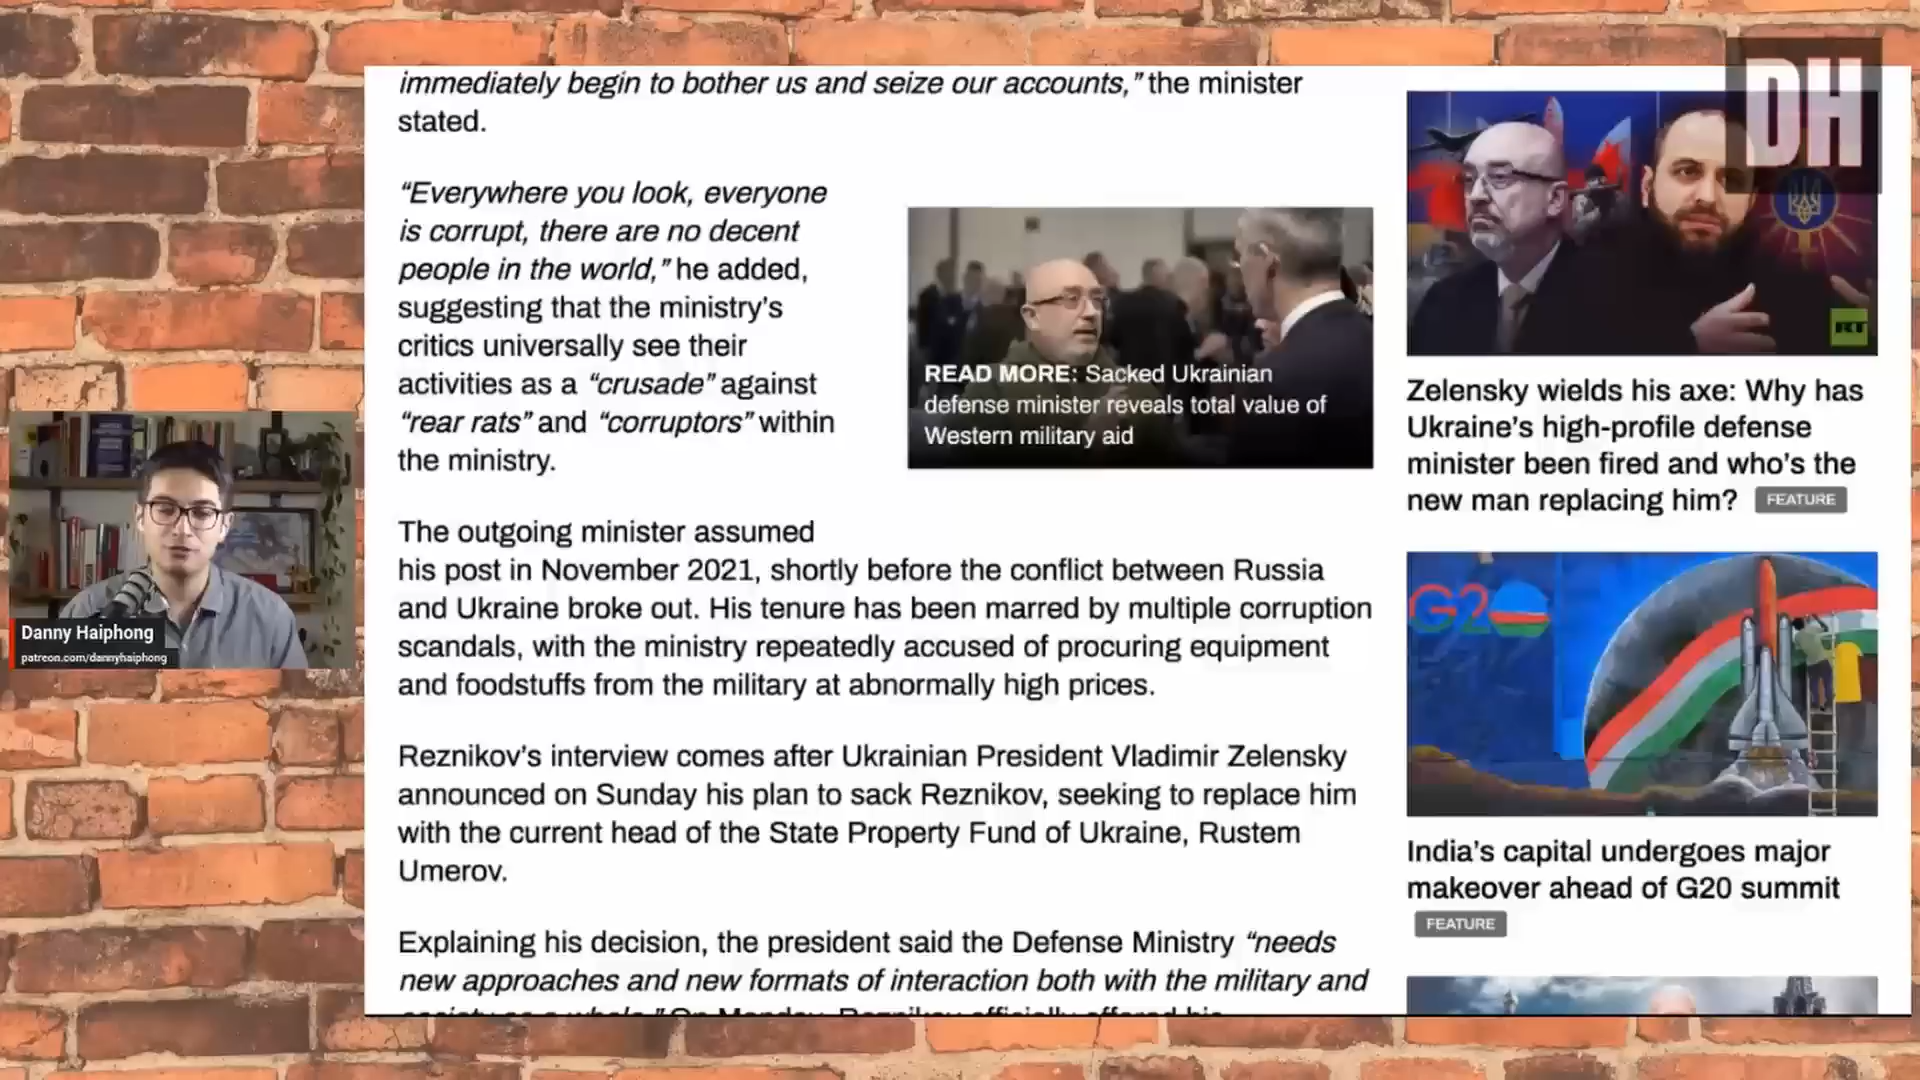 immediately begin to bother us and seize our accounts,” the minister
stated.
“Everywhere you look, everyone
is corrupt, there are no decent
people in the world,” he added,
suggesting that the ministry’s
critics universally see their
activities as a “crusade” against
“rear rats” and “corruptors” within
the ministry.
READ MORE: Sacked Ukrainian
defense minister reveals total value of
Western military aid
The outgoing minister assumed
his post in November 2021, shortly before the conflict between Russia
and Ukraine broke out. His tenure has been marred by multiple corruption
scandals, with the ministry repeatedly accused of procuring equipment
and foodstuffs from the military at abnormally high prices.
Reznikov’s interview comes after Ukrainian President Vladimir Zelensky
announced on Sunday his plan to sack Reznikov, seeking to replace him
with the current head of the State Property Fund of Ukraine, Rustem
Umerov.
Explaining his decision, the president said the Defense Ministry “needs
new approaches and new formats of interaction both with the military and
society as a whole.” On Monday, Reznikov officially offered his
DH
RT
Zelensky wields his axe: Why has
Ukraine’s high-profile defense
minister been fired and who’s the
new man replacing him? FEATURE
G20
India’s capital undergoes major
makeover ahead of G20 summit
FEATURE
Danny Haiphong
patreon.com/dannyhaiphong